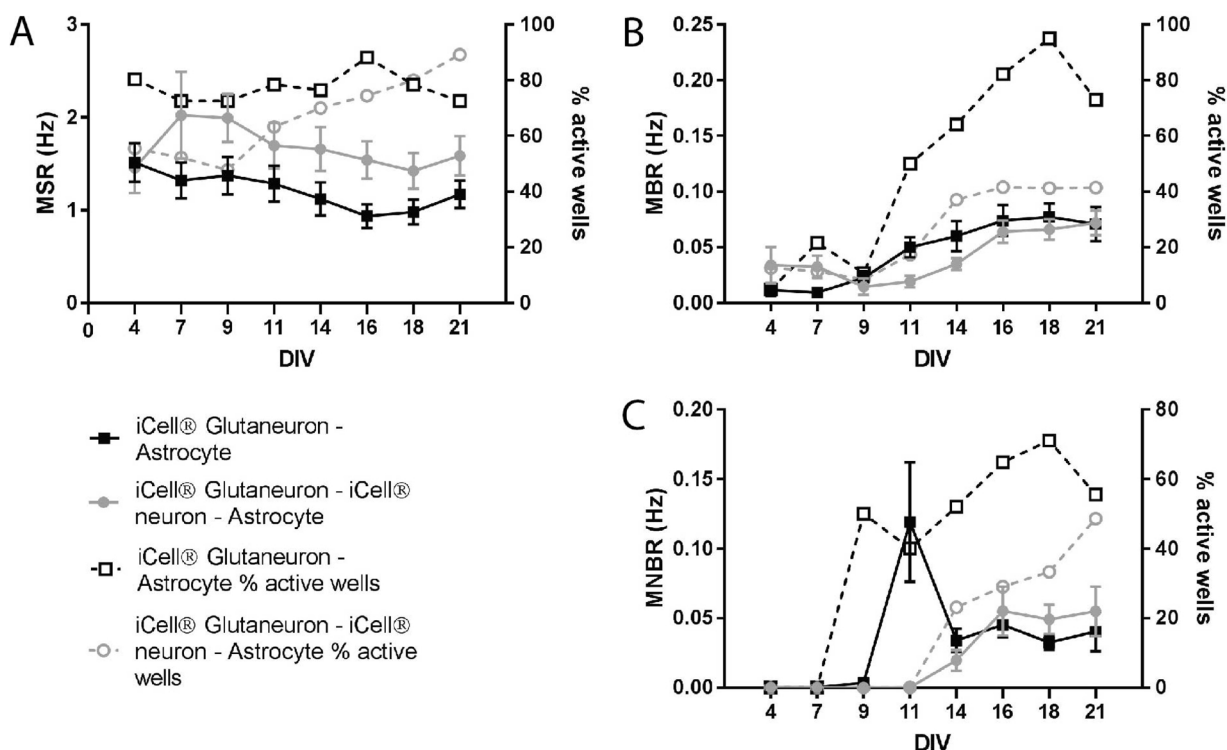 A
MSR (Hz)
3
2
1
0
0
100
80
60
40
20
0
% active wells
4 7 9 11 14 16 18 21
DIV
B
MBR (Hz)
0.25
0.20
0.15
0.10
0.05
0.00
100
80
60
40
20
0
% active wells
4 7 9 11 14 16 18 21
DIV
iCell® Glutaneuron -
Astrocyte
iCell® Glutaneuron - iCell®
neuron - Astrocyte
iCell® Glutaneuron -
Astrocyte % active wells
iCell® Glutaneuron - iCell®
neuron - Astrocyte % active
wells
C
MNBR (Hz)
0.20
0.15
0.10
0.05
0.00
80
60
40
20
0
% active wells
4 7 9 11 14 16 18 21
DIV